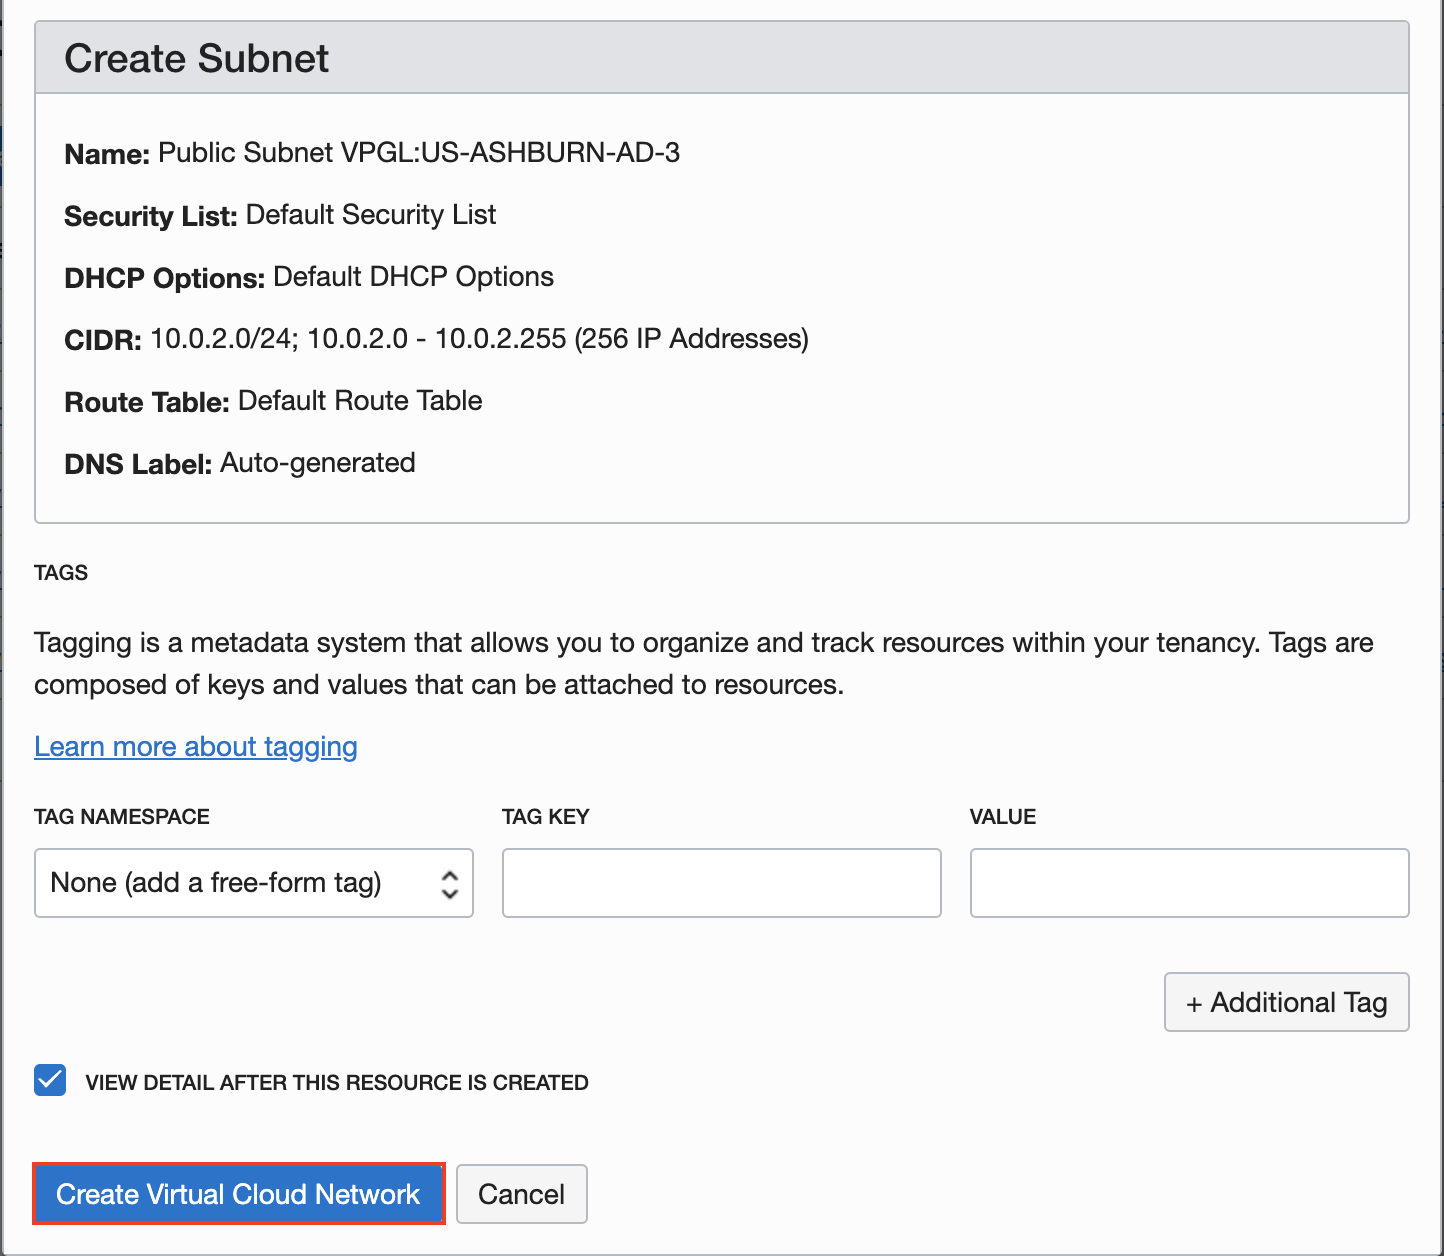 Create Subnet
Name: Public Subnet VPGL:US-ASHBURN-AD-3
Security List: Default Security List
DHCP Options: Default DHCP Options
CIDR: 10.0.2.0/24; 10.0.2.0 - 10.0.2.255 (256 IP Addresses)
Route Table: Default Route Table
DNS Label: Auto-generated
TAGS
Tagging is a metadata system that allows you to organize and track resources within your tenancy. Tags are
composed of keys and values that can be attached to resources.
Learn more about tagging
TAG NAMESPACE TAG KEY VALUE
None (add a free-form tag)
+ Additional Tag
VIEW DETAIL AFTER THIS RESOURCE IS CREATED
Create Virtual Cloud Network Cancel